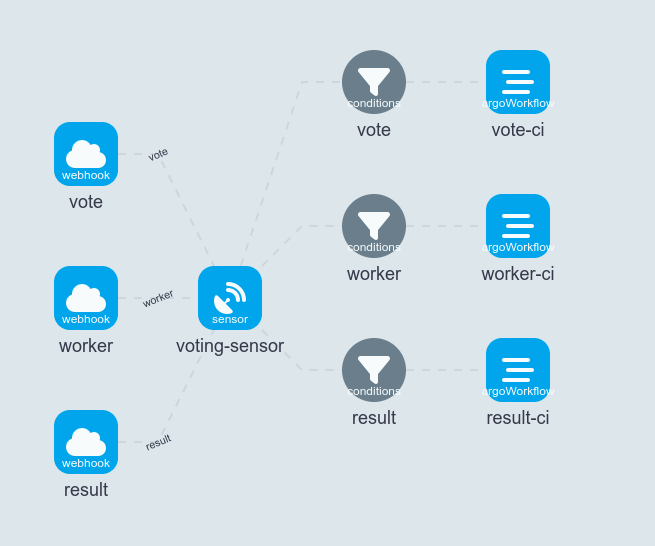 webhook
vote
vote
webhook
worker
worker
webhook
result
result
sensor
voting-sensor
conditions
vote
argoWorkflow
vote-ci
conditions
worker
argoWorkflow
worker-ci
conditions
result
argoWorkflow
result-ci